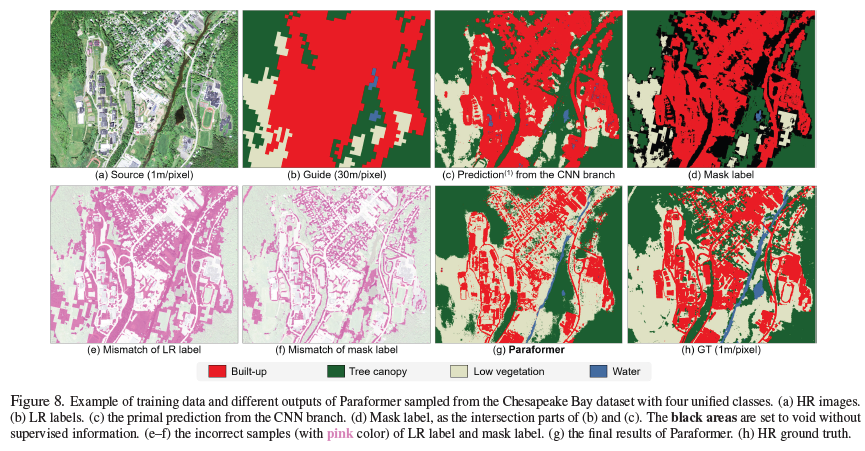 (a) Source (1m/pixel) (b) Guide (30m/pixel) (c) Prediction⁽¹⁾ from the CNN branch (d) Mask label
(e) Mismatch of LR label (f) Mismatch of mask label (g) Paraformer (h) GT (1m/pixel)
Built-up Tree canopy Low vegetation Water
Figure 8. Example of training data and different outputs of Paraformer sampled from the Chesapeake Bay dataset with four unified classes. (a) HR images.
(b) LR labels. (c) the primal prediction from the CNN branch. (d) Mask label, as the intersection parts of (b) and (c). The black areas are set to void without
supervised information. (e–f) the incorrect samples (with pink color) of LR label and mask label. (g) the final results of Paraformer. (h) HR ground truth.